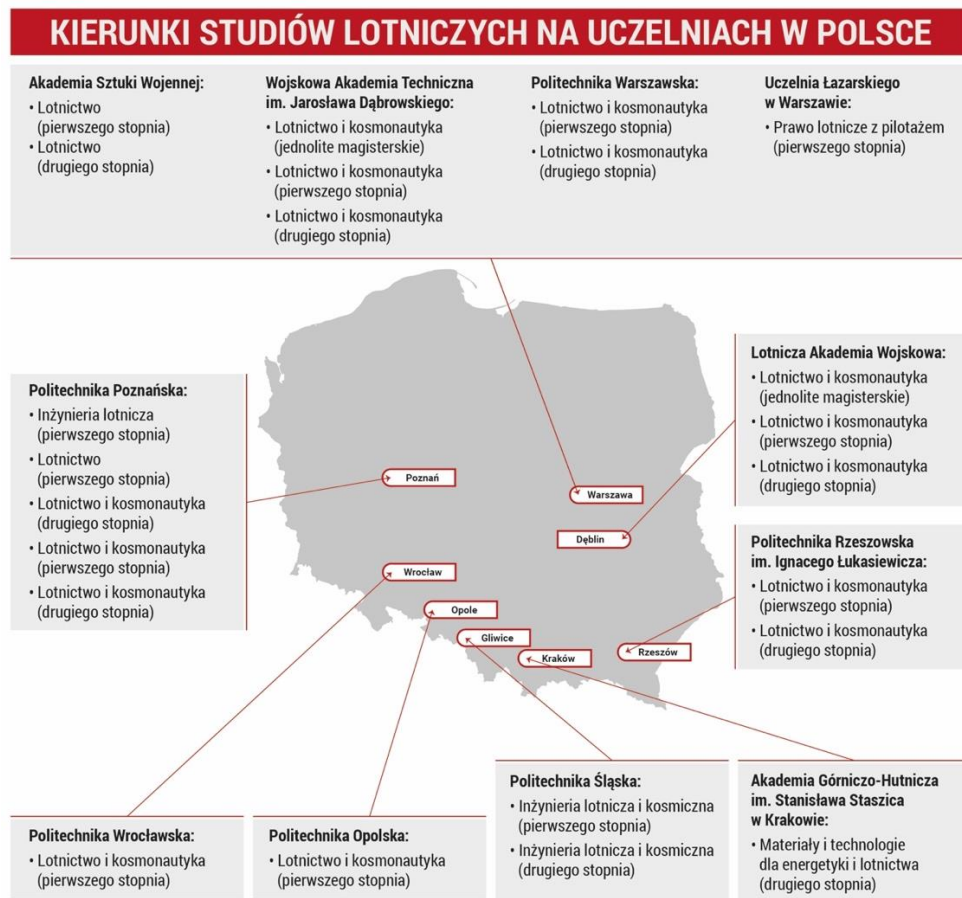 KIERUNKI STUDIÓW LOTNICZYCH NA UCZELNIACH W POLSCE
Akademia Sztuki Wojennej:
• Lotnictwo
(pierwszego stopnia)
• Lotnictwo
(drugiego stopnia)
Wojskowa Akademia Techniczna
im. Jarosława Dąbrowskiego:
• Lotnictwo i kosmonautyka
(jednolite magisterskie)
• Lotnictwo i kosmonautyka
(pierwszego stopnia)
• Lotnictwo i kosmonautyka
(drugiego stopnia)
Politechnika Warszawska:
• Lotnictwo i kosmonautyka
(pierwszego stopnia)
• Lotnictwo i kosmonautyka
(drugiego stopnia)
Uczelnia Łazarskiego
w Warszawie:
• Prawo lotnicze z pilotażem
(pierwszego stopnia)
Politechnika Poznańska:
• Inżynieria lotnicza
(pierwszego stopnia)
• Lotnictwo
(pierwszego stopnia)
• Lotnictwo i kosmonautyka
(drugiego stopnia)
• Lotnictwo i kosmonautyka
(pierwszego stopnia)
• Lotnictwo i kosmonautyka
(drugiego stopnia)
Poznań
Warszawa
Dęblin
Wrocław
Opole
Gliwice
Kraków
Rzeszów
Lotnicza Akademia Wojskowa:
• Lotnictwo i kosmonautyka
(jednolite magisterskie)
• Lotnictwo i kosmonautyka
(pierwszego stopnia)
• Lotnictwo i kosmonautyka
(drugiego stopnia)
Politechnika Rzeszowska
im. Ignacego Łukasiewicza:
• Lotnictwo i kosmonautyka
(pierwszego stopnia)
• Lotnictwo i kosmonautyka
(drugiego stopnia)
Politechnika Wrocławska:
• Lotnictwo i kosmonautyka
(pierwszego stopnia)
Politechnika Opolska:
• Lotnictwo i kosmonautyka
(pierwszego stopnia)
Politechnika Śląska:
• Inżynieria lotnicza i kosmiczna
(pierwszego stopnia)
• Inżynieria lotnicza i kosmiczna
(drugiego stopnia)
Akademia Górniczo-Hutnicza
im. Stanisława Staszica
w Krakowie:
• Materiały i technologie
dla energetyki i lotnictwa
(drugiego stopnia)